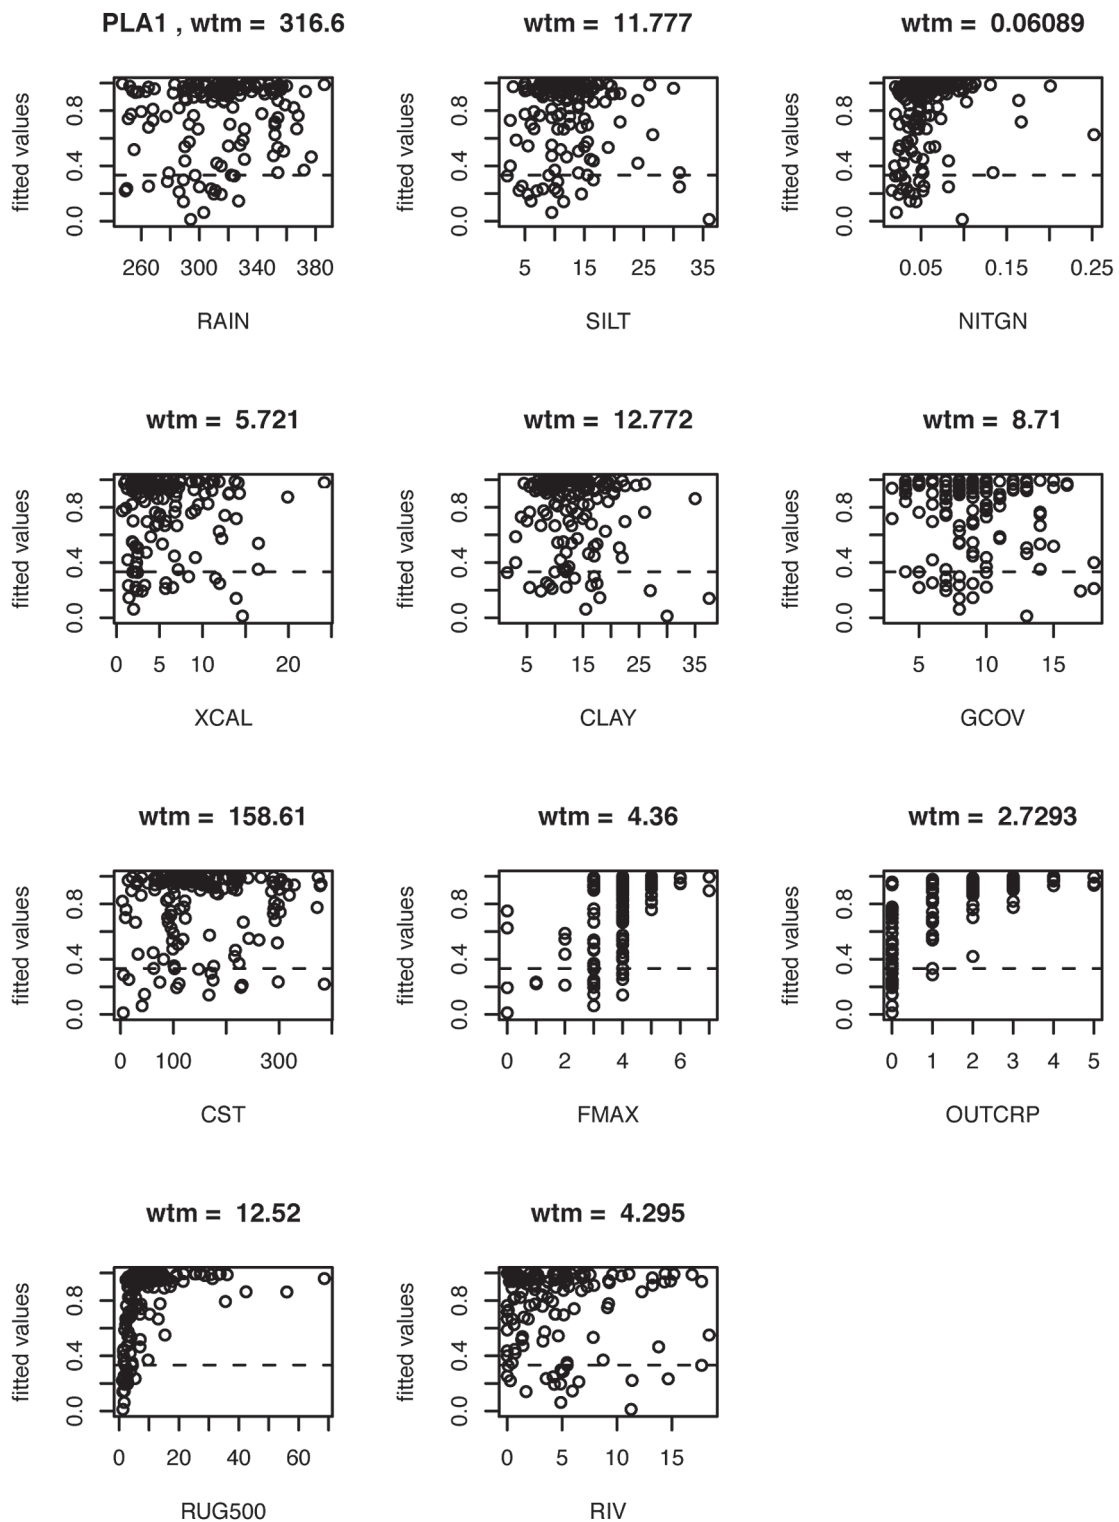 PLA1 , wtm = 316.6
fitted values
0.0 0.4 0.8
260 300 340 380
RAIN
wtm = 11.777
fitted values
0.0 0.4 0.8
5 15 25 35
SILT
wtm = 0.06089
fitted values
0.0 0.4 0.8
0.05 0.15 0.25
NITGN
wtm = 5.721
fitted values
0.0 0.4 0.8
0 5 10 20
XCAL
wtm = 12.772
fitted values
0.0 0.4 0.8
5 15 25 35
CLAY
wtm = 8.71
fitted values
0.0 0.4 0.8
5 10 15
GCOV
wtm = 158.61
fitted values
0.0 0.4 0.8
0 100 300
CST
wtm = 4.36
fitted values
0.0 0.4 0.8
0 2 4 6
FMAX
wtm = 2.7293
fitted values
0.0 0.4 0.8
0 1 2 3 4 5
OUTCRP
wtm = 12.52
fitted values
0.0 0.4 0.8
0 20 40 60
RUG500
wtm = 4.295
fitted values
0.0 0.4 0.8
0 5 10 15
RIV